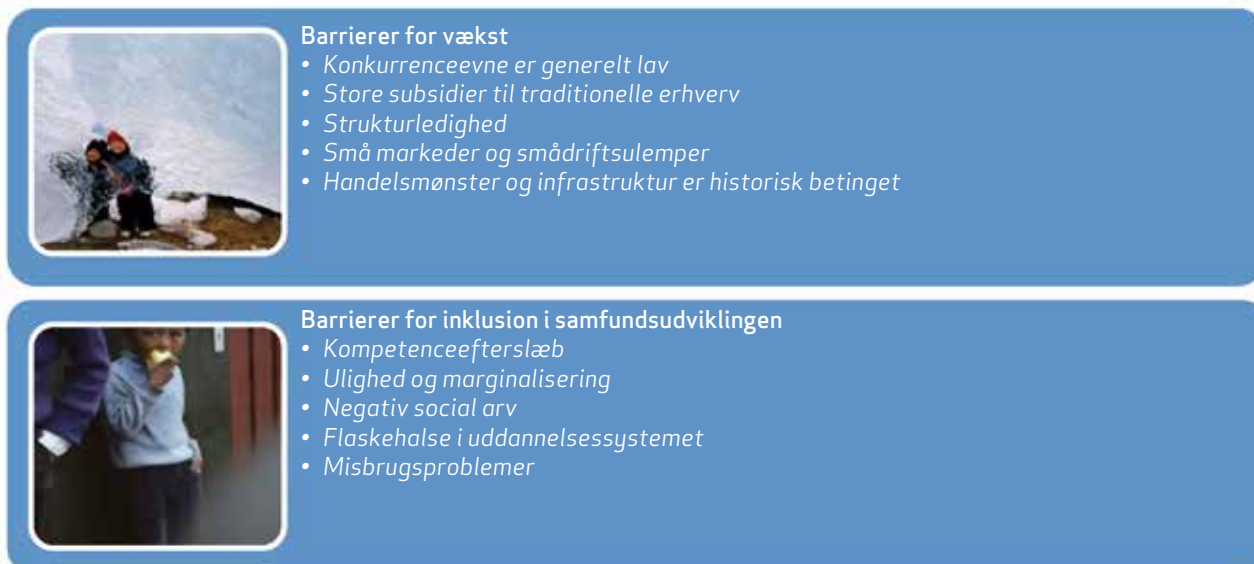 Barrierer for vækst
• Konkurrenceevne er generelt lav
• Store subsidier til traditionelle erhverv
• Strukturledighed
• Små markeder og smådriftsulemper
• Handelsmønster og infrastruktur er historisk betinget
Barrierer for inklusion i samfundsudviklingen
• Kompetenceefterslæb
• Ulighed og marginalisering
• Negativ social arv
• Flaskehalse i uddannelsessystemet
• Misbrugsproblemer